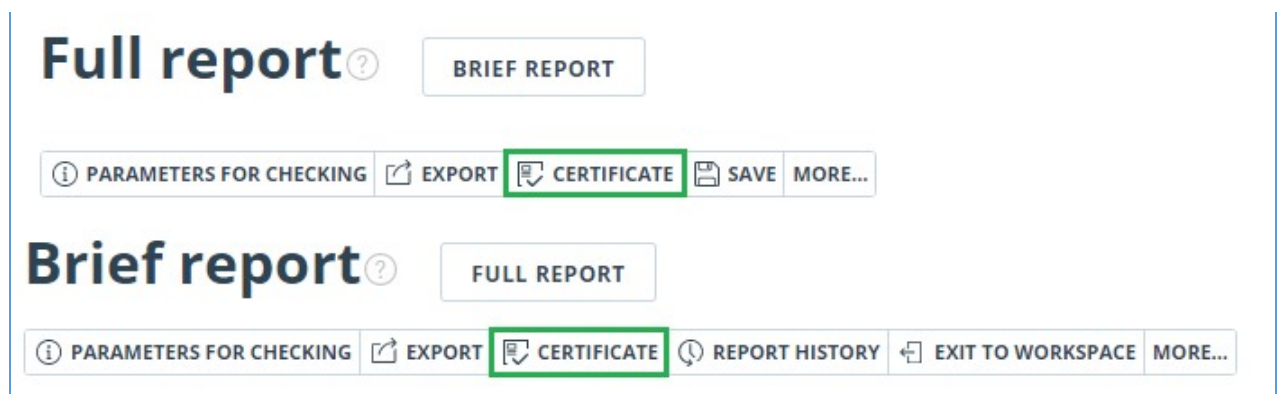 Full report ? BRIEF REPORT
PARAMETERS FOR CHECKING EXPORT CERTIFICATE SAVE MORE...
Brief report ? FULL REPORT
PARAMETERS FOR CHECKING EXPORT CERTIFICATE REPORT HISTORY EXIT TO WORKSPACE MORE...